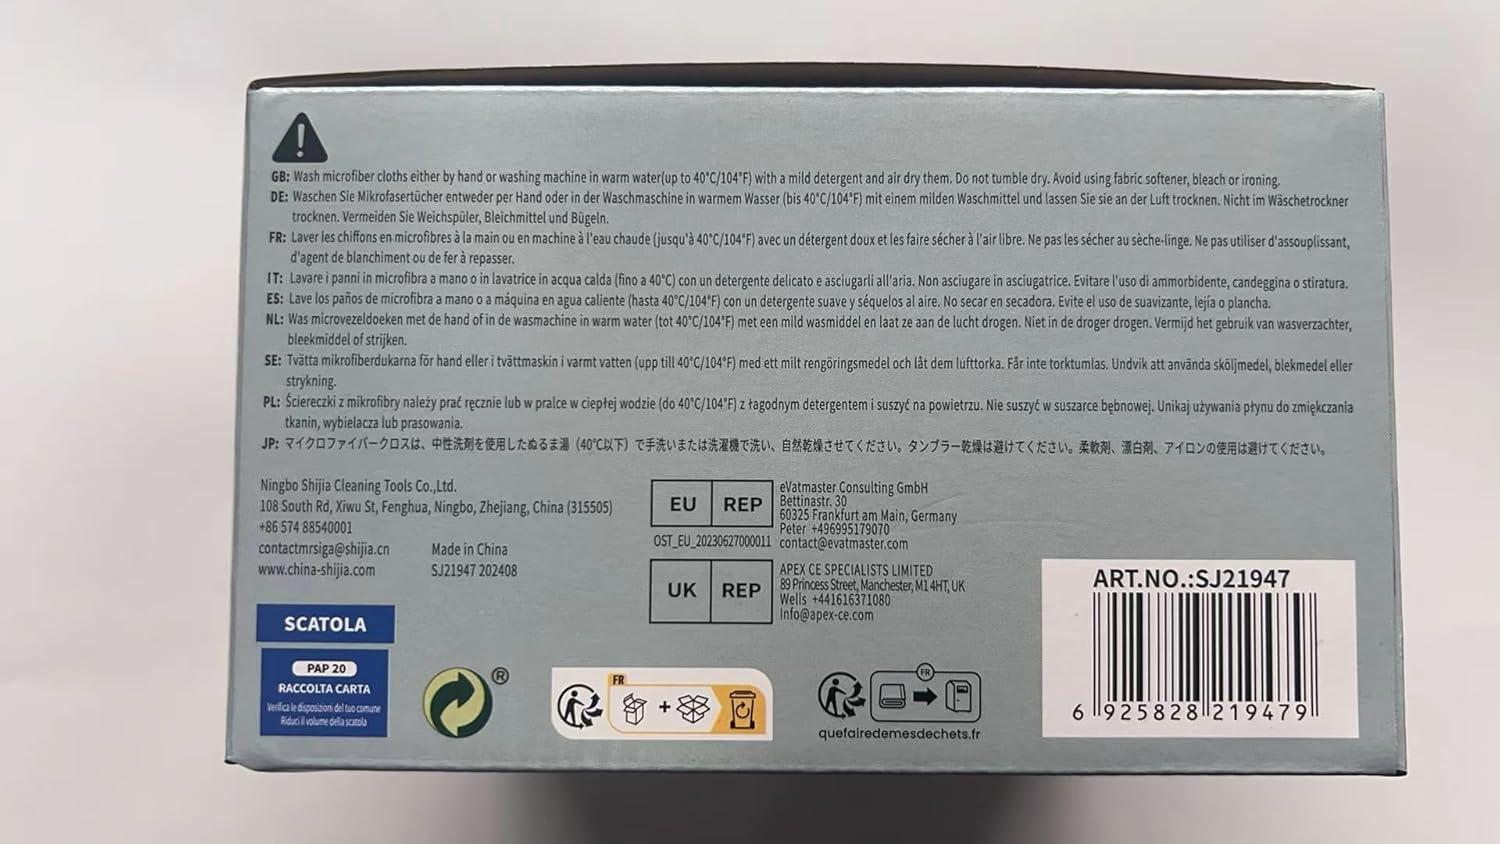 GB: Wash microfiber cloths either by hand or washing machine in warm water(up to 40°C/104°F) with a mild detergent and air dry them. Do not tumble dry. Avoid using fabric softener, bleach or ironing.
DE: Waschen Sie Mikrofasertücher entweder per Hand oder in der Waschmaschine in warmem Wasser (bis 40°C/104°F) mit einem milden Waschmittel und lassen Sie sie an der Luft trocknen. Nicht im Wäschetrockner
trocknen. Vermeiden Sie Weichspüler, Bleichmittel und Bügeln.
FR: Laver les chiffons en microfibres à la main ou en machine à l'eau chaude (jusqu'à 40°C/104°F) avec un détergent doux et les faire sécher à l'air libre. Ne pas les sécher au sèche-linge. Ne pas utiliser d'assouplissant,
d'agent de blanchiment ou de fer à repasser.
IT: Lavare i panni in microfibra a mano o in lavatrice in acqua calda (fino a 40°C) con un detergente delicato e asciugarli all'aria. Non asciugare in asciugatrice. Evitare l'uso di ammorbidente, candeggina o stiratura.
ES: Lave los paños de microfibra a mano o a máquina en agua caliente (hasta 40°C/104°F) con un detergente suave y séquelos al aire. No secar en secadora. Evite el uso de suavizante, lejía o plancha.
NL: Was microvezeldoeken met de hand of in de wasmachine in warm water (tot 40°C/104°F) met een mild wasmiddel en laat ze aan de lucht drogen. Niet in de droger drogen. Vermijd het gebruik van wasverzachter,
bleekmiddel of strijken.
SE: Tvätta mikrofiberdukarna för hand eller i tvättmaskin i varmt vatten (upp till 40°C/104°F) med ett milt rengöringsmedel och låt dem lufttorka. Får inte torktumlas. Undvik att använda sköljmedel, blekmedel eller
strykning.
PL: Ściereczki z mikrofibry należy prać ręcznie lub w pralce w ciepłej wodzie (do 40°C/104°F) z łagodnym detergentem i suszyć na powietrzu. Nie suszyć w suszarce bębnowej. Unikaj używania płynu do zmiękczania
tkanin, wybielacza lub prasowania.
JP: マイクロファイバークロスは、中性洗剤を使用したぬるま湯（40℃以下）で手洗いまたは洗濯機で洗い、自然乾燥させてください。タンブラー乾燥は避けてください。柔軟剤、漂白剤、アイロンの使用は避けてください。
Ningbo Shijia Cleaning Tools Co.,Ltd.
108 South Rd, Xiwu St, Fenghua, Ningbo, Zhejiang, China (315505)
+86 574 88540001
contactmrsiga@shijia.cn
www.china-shijia.com
Made in China
SJ21947 202408
EU REP
OST_EU_20230627000011
eVatmaster Consulting GmbH
Bettinastr. 30
60325 Frankfurt am Main, Germany
Peter +496995179070
contact@evatmaster.com
UK REP
APEX CE SPECIALISTS LIMITED
89 Princess Street, Manchester, M1 4HT, UK
Wells +441616371080
Info@apex-ce.com
SCATOLA
PAP 20
RACCOLTA CARTA
Verifica le disposizioni del tuo comune
Riduci il volume della scatola
®
FR
+
FR
quefairedemesdechets.fr
ART.NO.:SJ21947
6 925828 219479